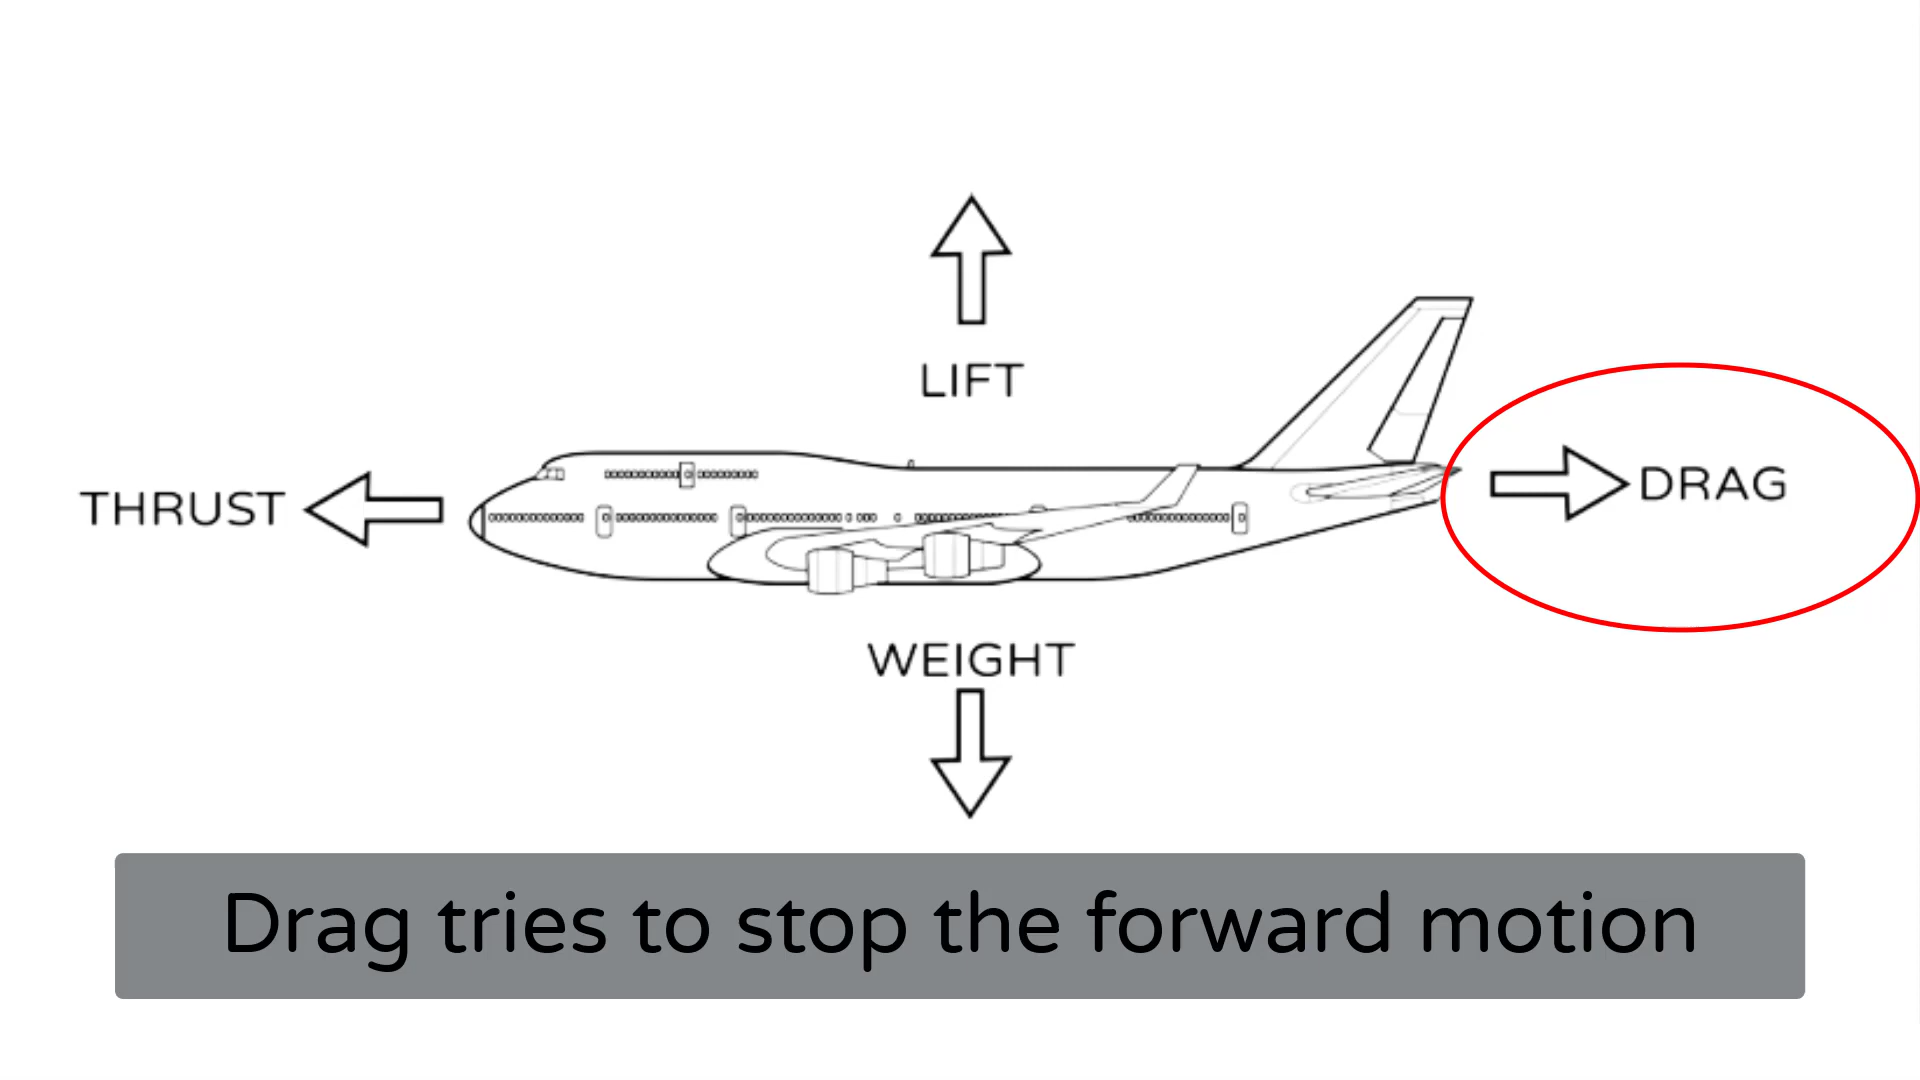 LIFT
THRUST
DRAG
WEIGHT
Drag tries to stop the forward motion